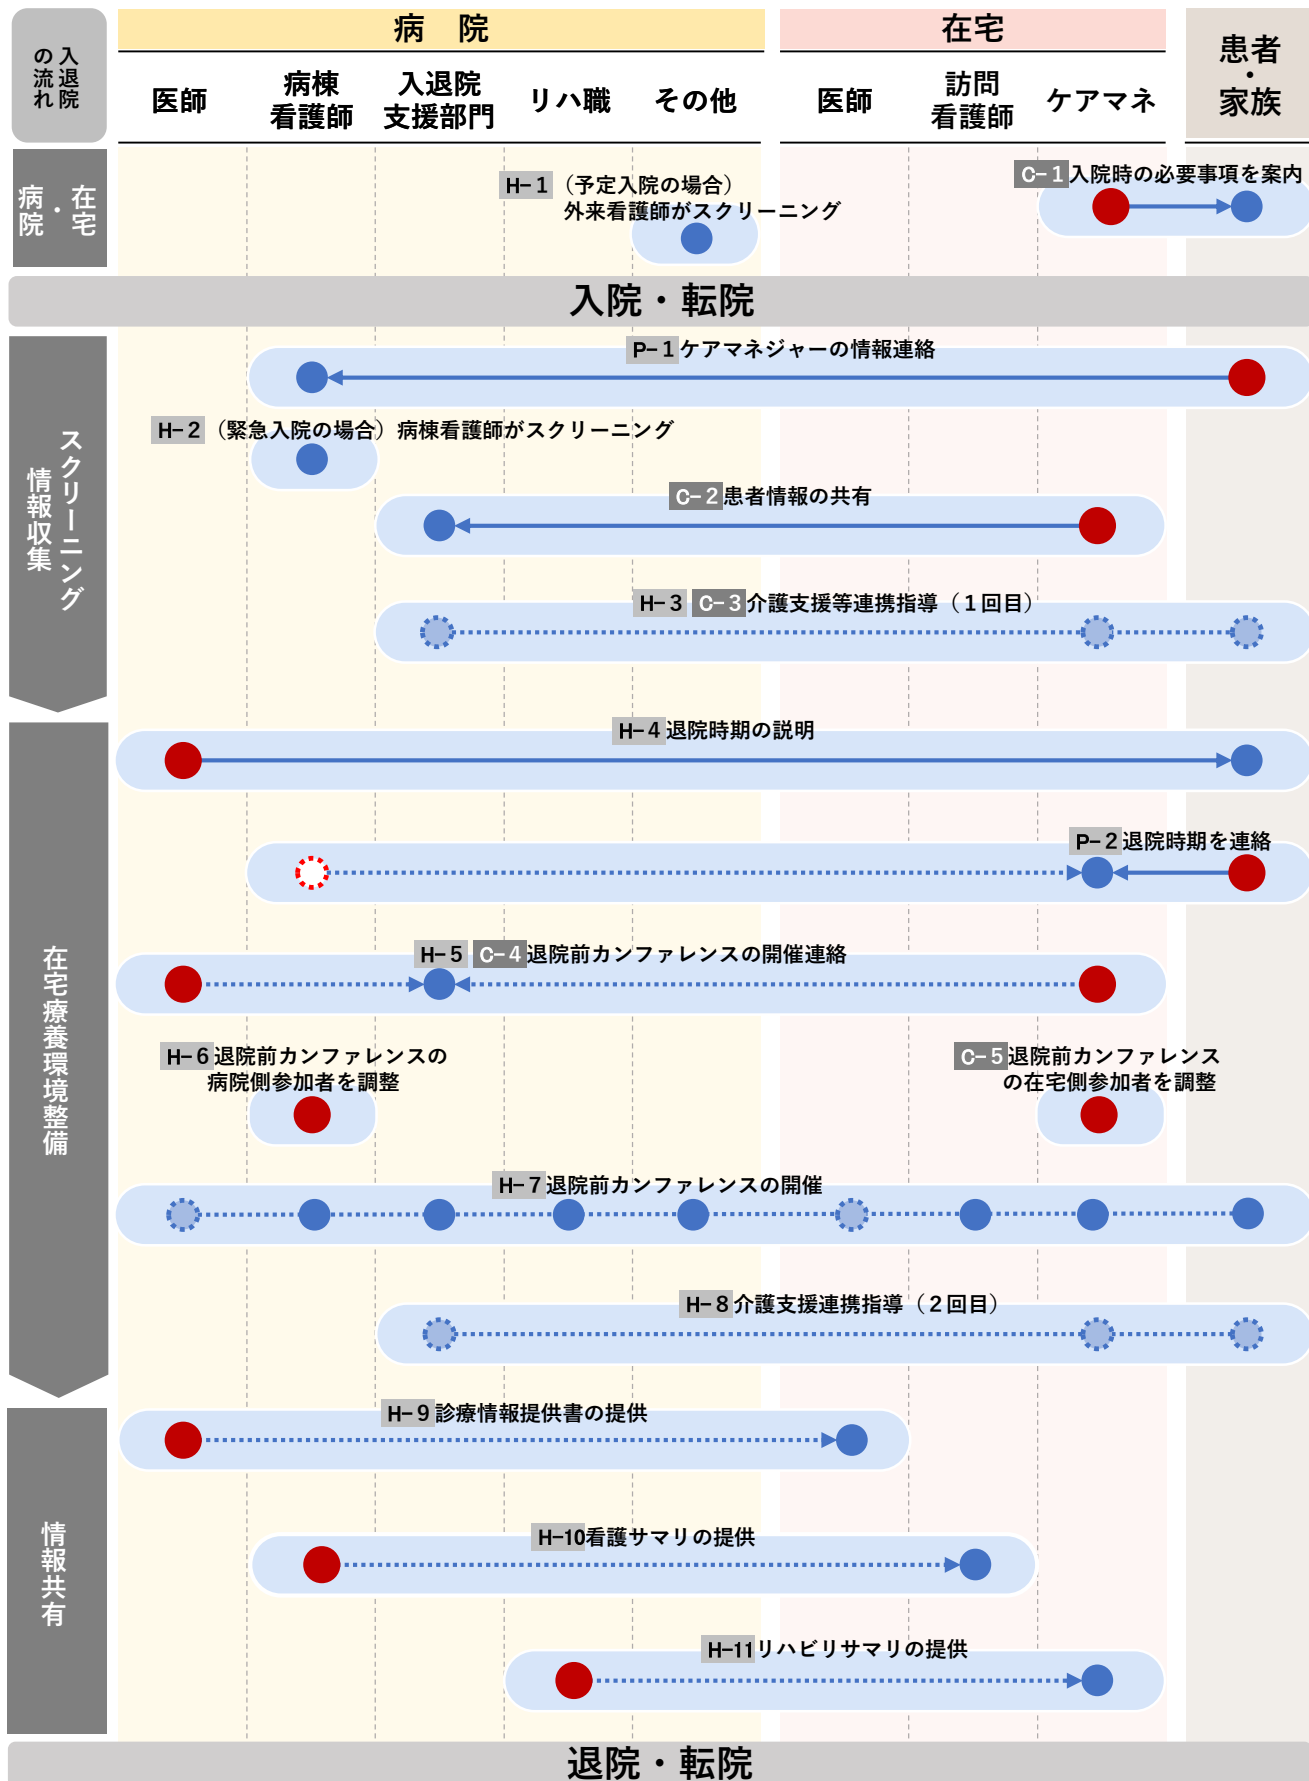 入退院
の流れ
病　院
在宅
患者
・
家族
医師
病棟
看護師
入退院
支援部門
リハ職
その他
医師
訪問
看護師
ケアマネ
病院・在宅
H-1（予定入院の場合）
外来看護師がスクリーニング
C-1入院時の必要事項を案内
入院・転院
スクリーニング
情報収集
P-1ケアマネジャーの情報連絡
H-2（緊急入院の場合）病棟看護師がスクリーニング
C-2患者情報の共有
H-3 C-3介護支援等連携指導（1回目）
在宅療養環境整備
H-4退院時期の説明
P-2退院時期を連絡
H-5 C-4退院前カンファレンスの開催連絡
H-6退院前カンファレンスの
病院側参加者を調整
C-5退院前カンファレンス
の在宅側参加者を調整
H-7退院前カンファレンスの開催
H-8介護支援連携指導（2回目）
情報共有
H-9診療情報提供書の提供
H-10看護サマリの提供
H-11リハビリサマリの提供
退院・転院